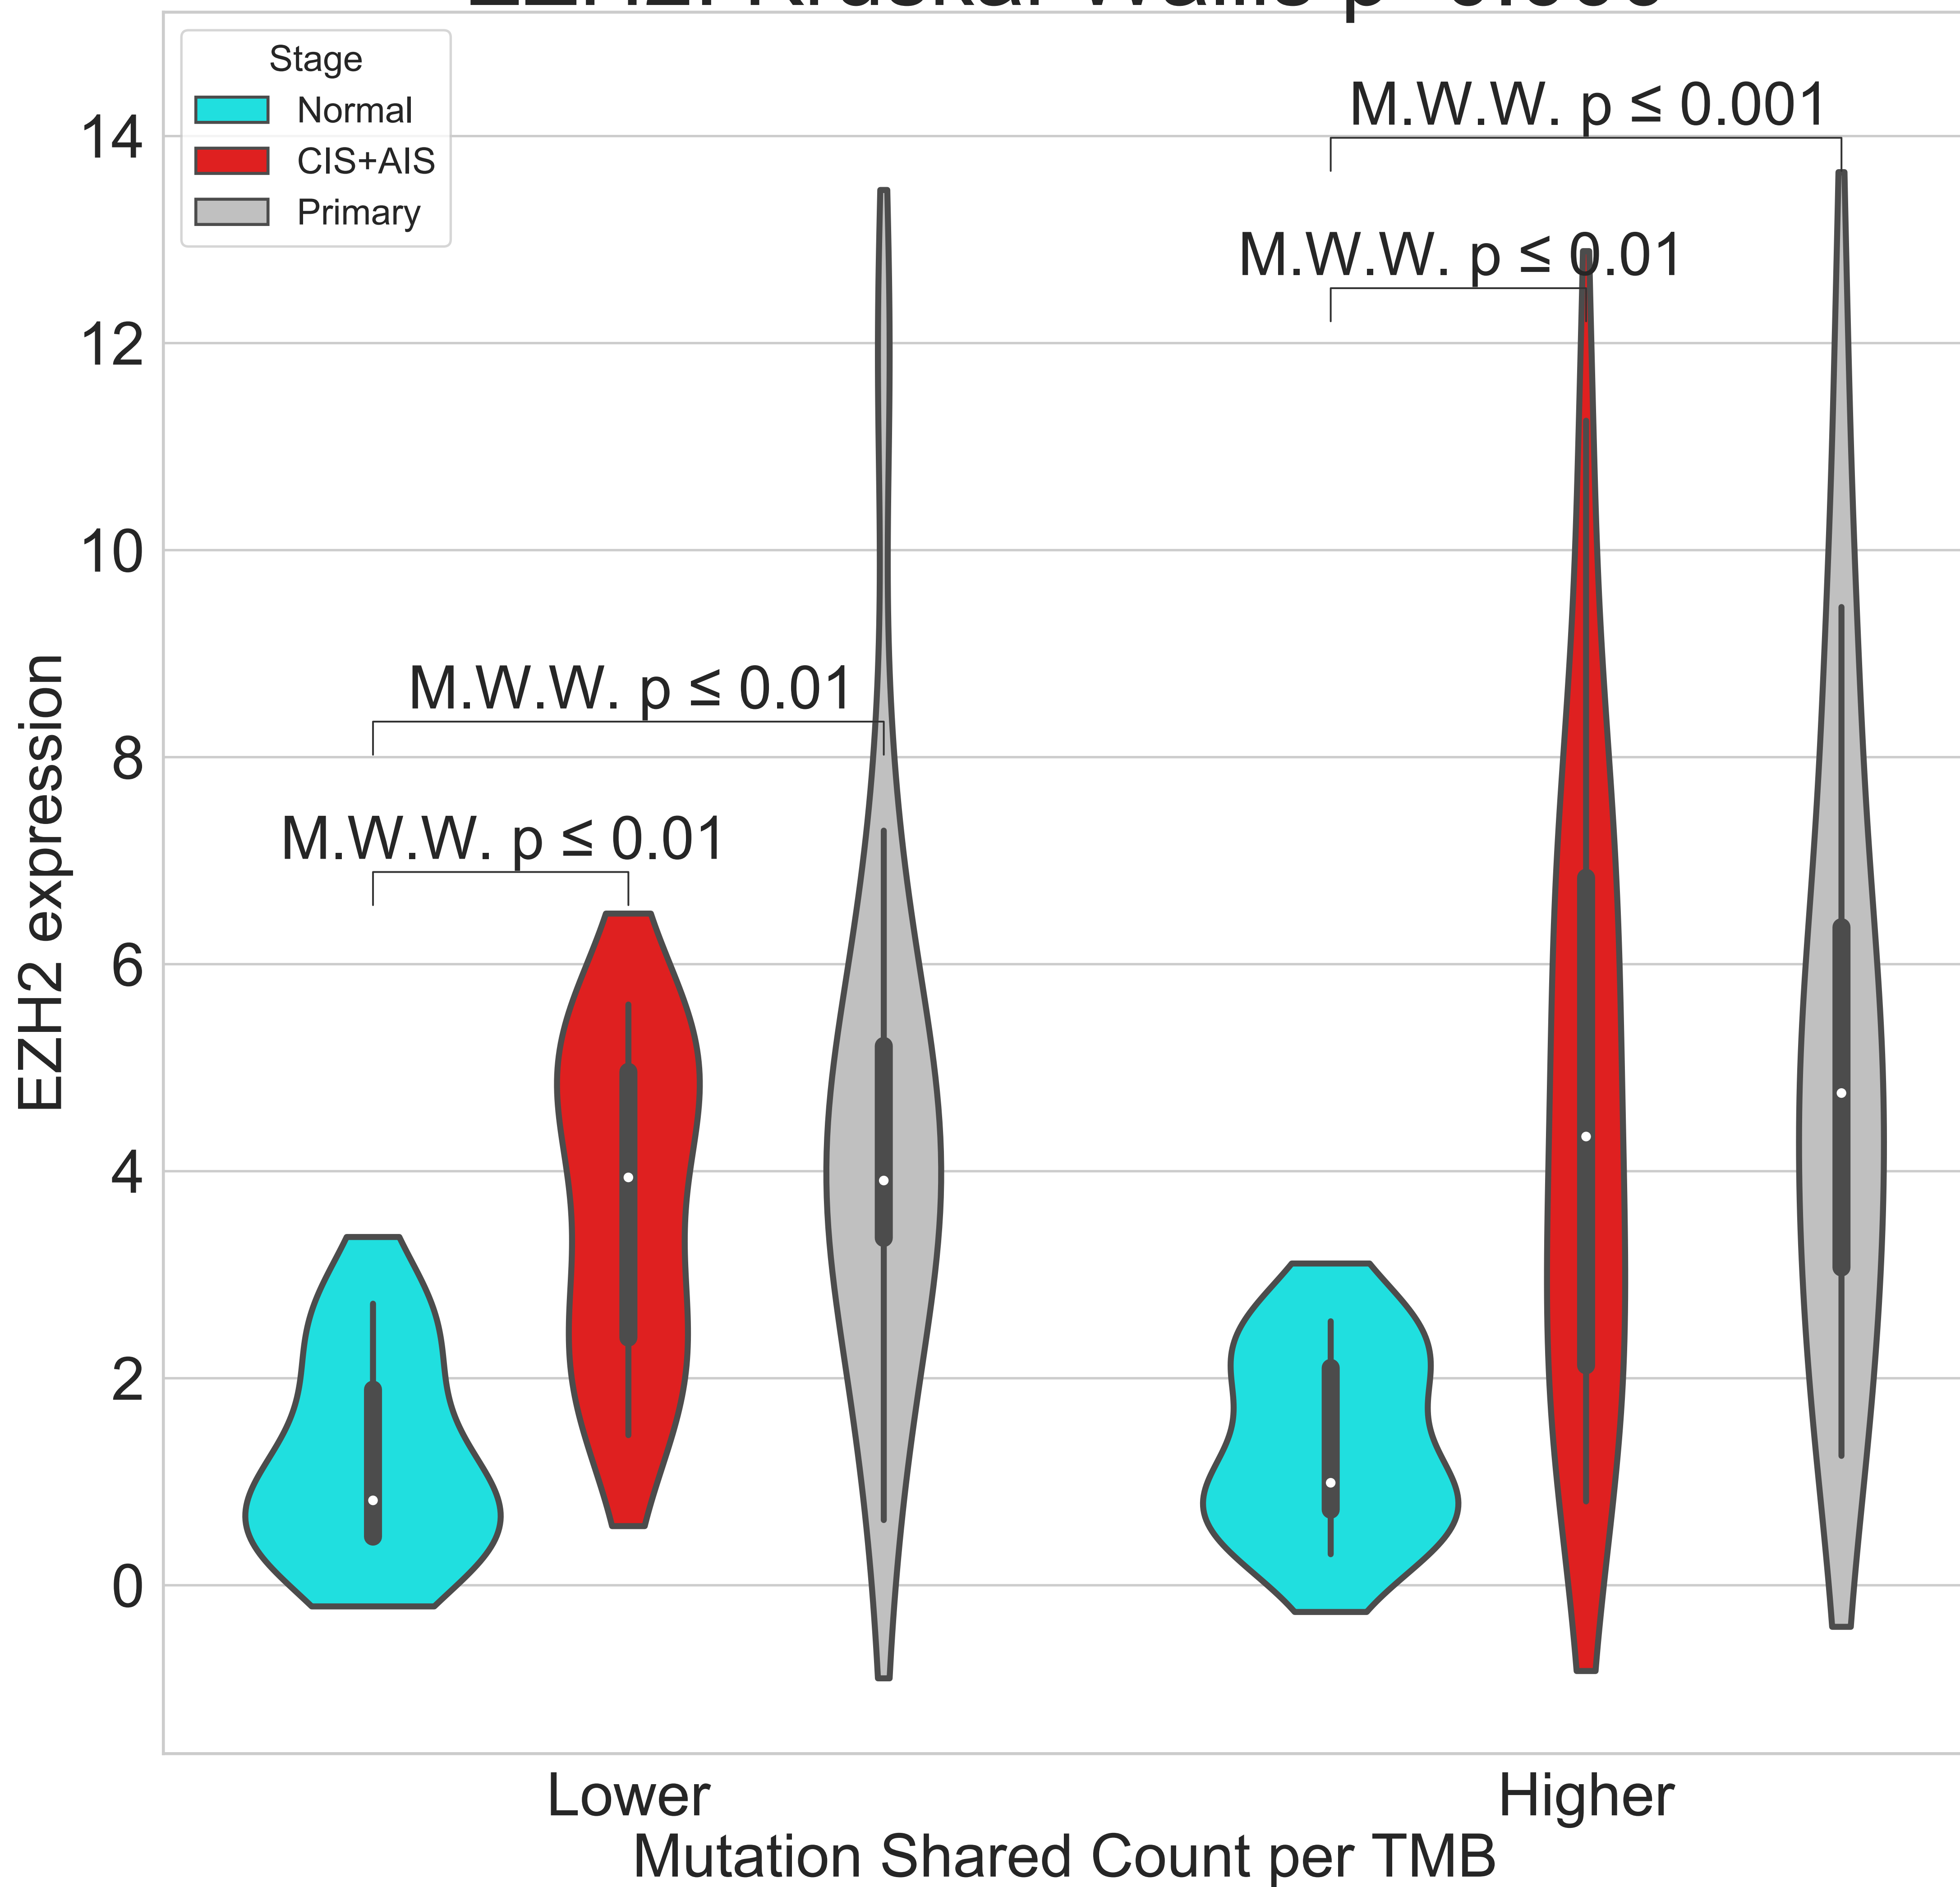 Stage
Normal
CIS+AIS
Primary
M.W.W. p ≤ 0.001
M.W.W. p ≤ 0.01
M.W.W. p ≤ 0.01
M.W.W. p ≤ 0.01
14
12
10
8
6
4
2
0
EZH2 expression
Lower
Higher
Mutation Shared Count per TMB